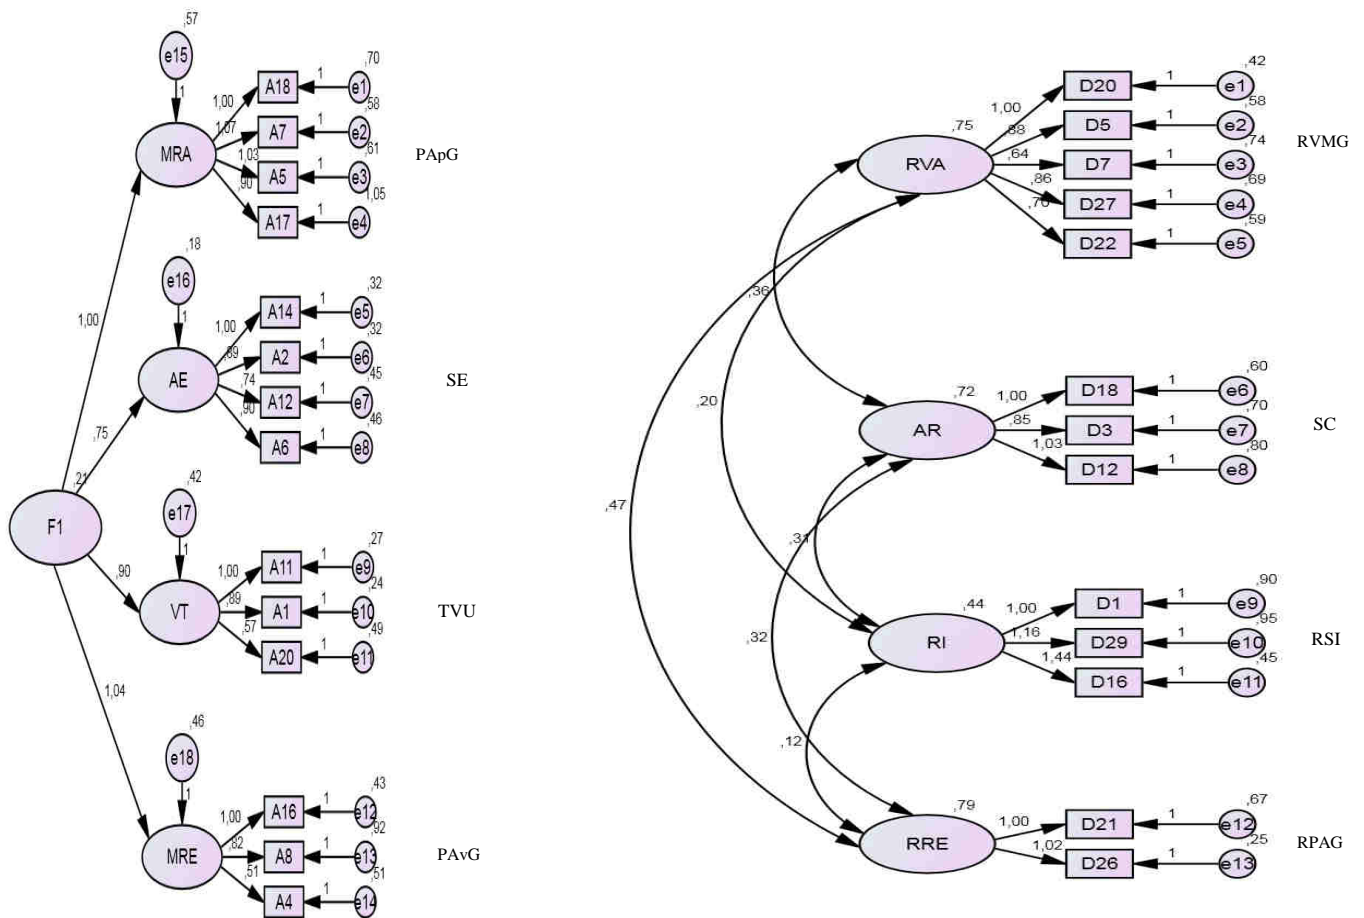 ,57
e15
1
MRA
1,00
A18
1
e1
,70
1,07
A7
1
e2
,58
1,03
A5
1
e3
,61
,90
A17
1
e4
1,05
PApG
,18
e16
1
AE
1,00
A14
1
e5
,32
,89
A2
1
e6
,32
,74
A12
1
e7
,45
,90
A6
1
e8
,46
SE
1,00
,75
,21
F1
,90
1,04
,42
e17
1
VT
1,00
A11
1
e9
,27
,89
A1
1
e10
,24
,57
A20
1
e11
,49
TVU
,46
e18
1
MRE
1,00
A16
1
e12
,43
,82
A8
1
e13
,92
,51
A4
1
e14
,51
PAvG
,75
RVA
1,00
D20
1
e1
,42
,88
D5
1
e2
,58
,64
D7
1
e3
,74
,86
D27
1
e4
,69
D22
1
e5
,59
RVMG
,36
,20
,47
,72
AR
1,00
D18
1
e6
,60
,85
D3
1
e7
,70
1,03
D12
1
e8
,80
SC
,31
,32
,12
,44
RI
1,00
D1
1
e9
,90
1,16
D29
1
e10
,95
1,44
D16
1
e11
,45
RSI
,79
RRE
1,00
D21
1
e12
,67
1,02
D26
1
e13
,25
RPAG